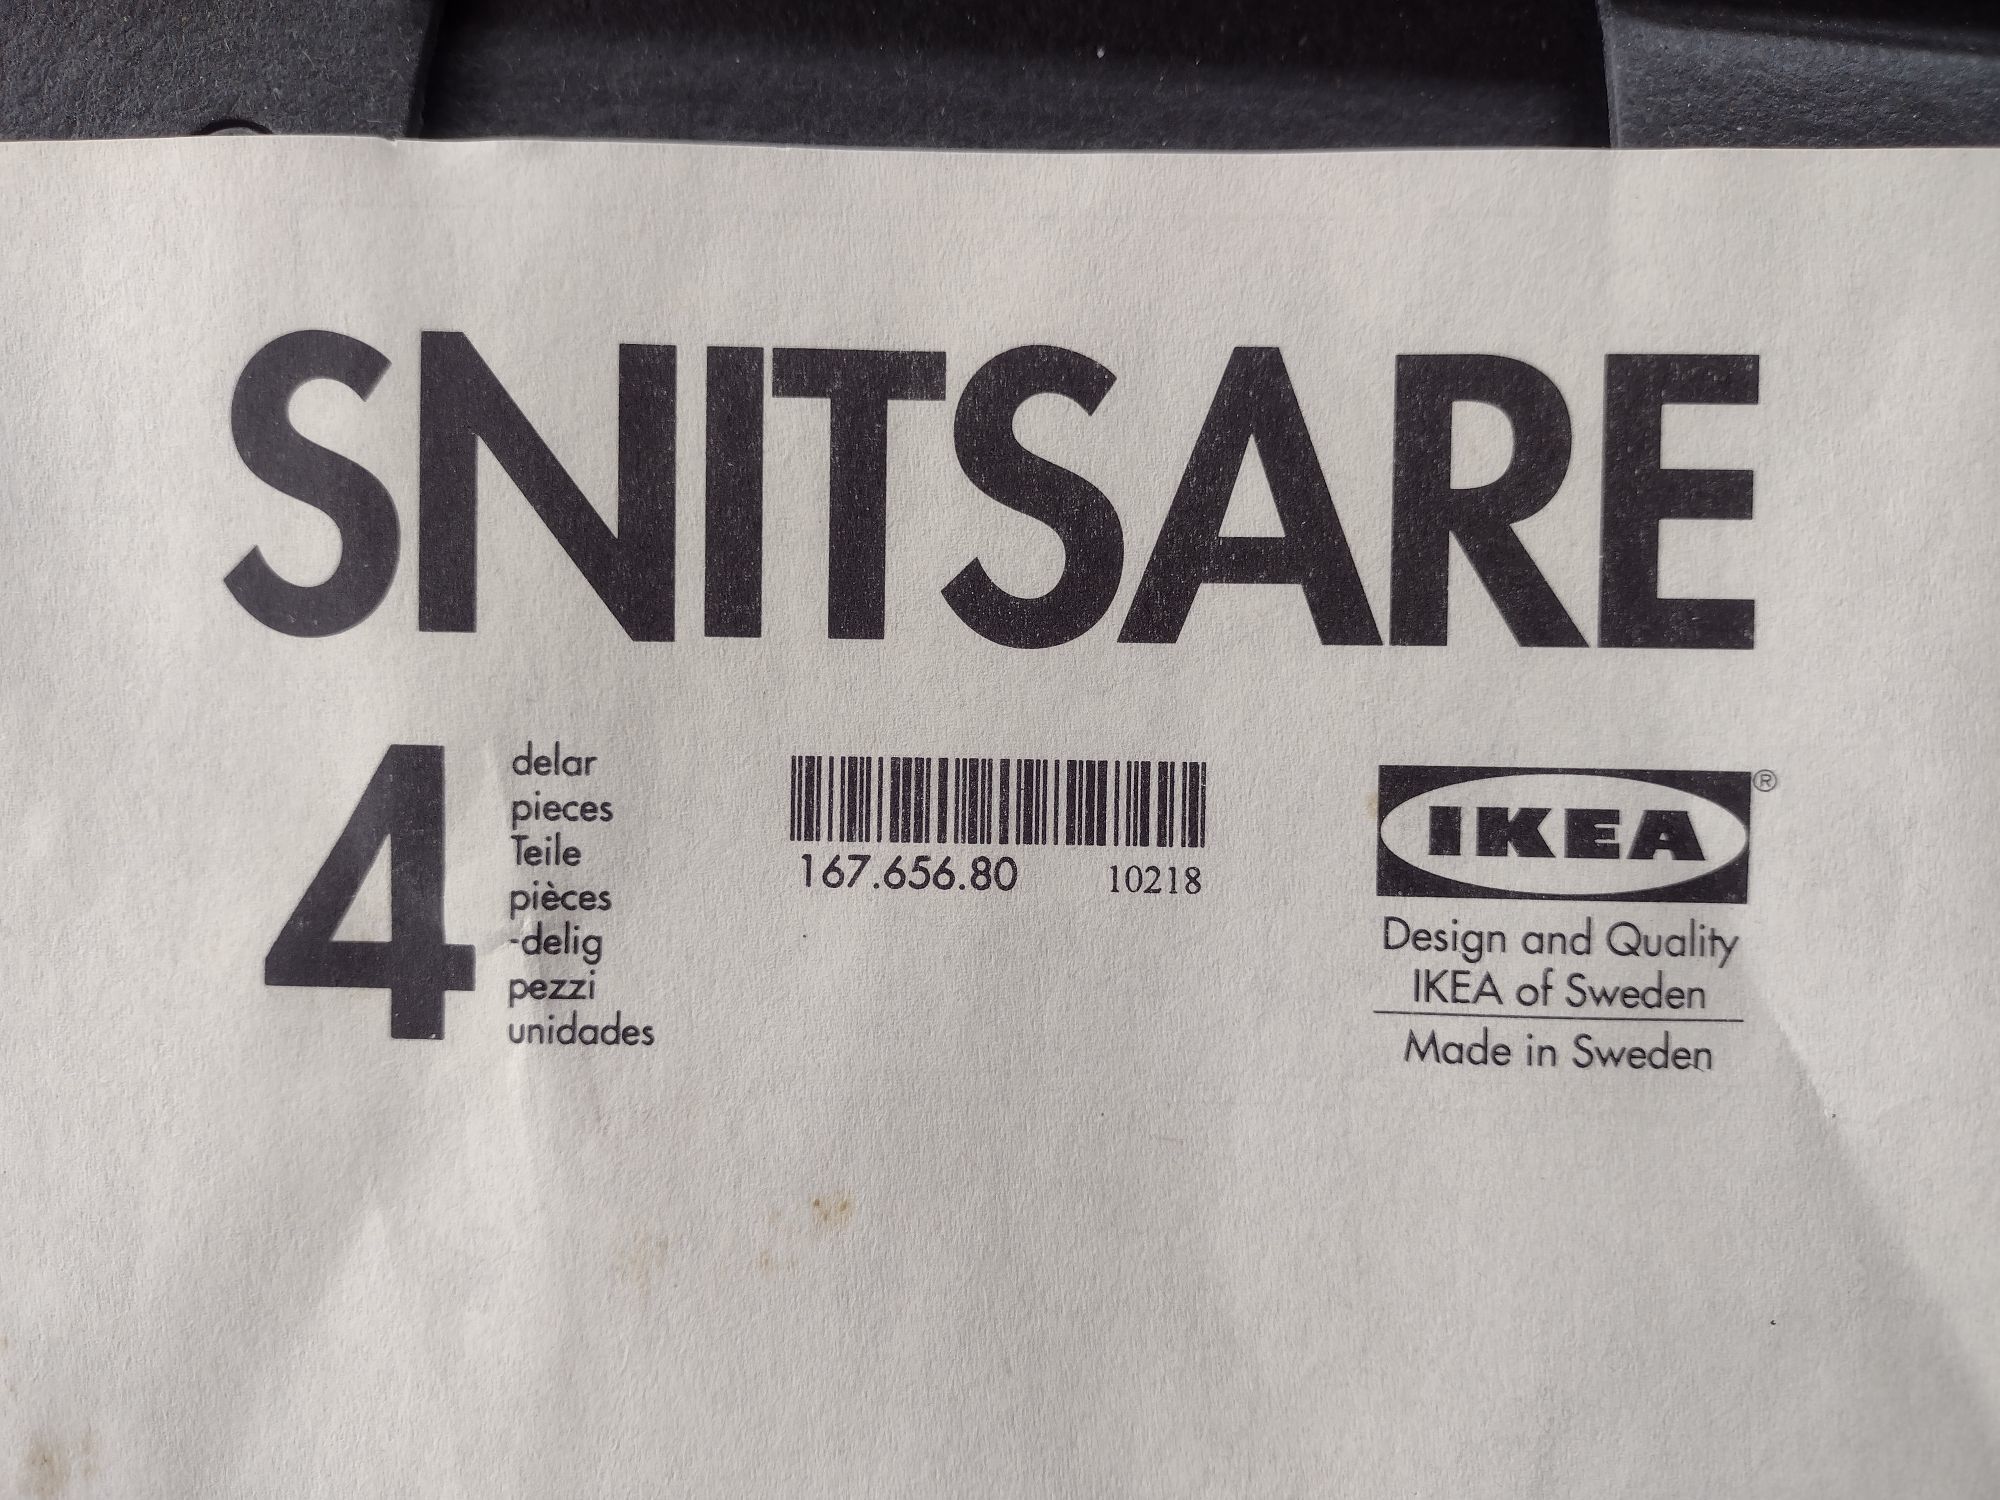 SNITSARE
4
delar
pieces
Teile
pièces
-delig
pezzi
unidades
167.656.80 10218
IKEA®
Design and Quality
IKEA of Sweden
Made in Sweden